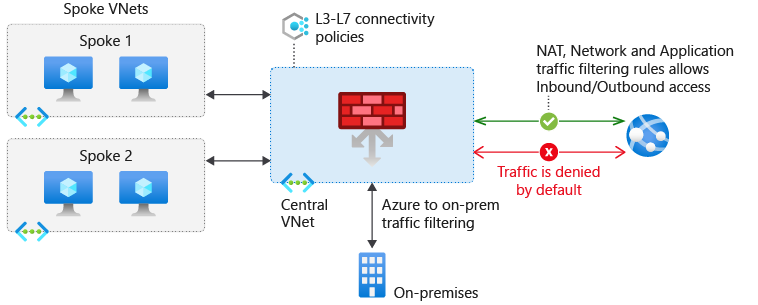 Spoke VNets
Spoke 1
Spoke 2
L3-L7 connectivity
policies
Central
VNet
Azure to on-prem
traffic filtering
On-premises
NAT, Network and Application
traffic filtering rules allows
Inbound/Outbound access
Traffic is denied
by default